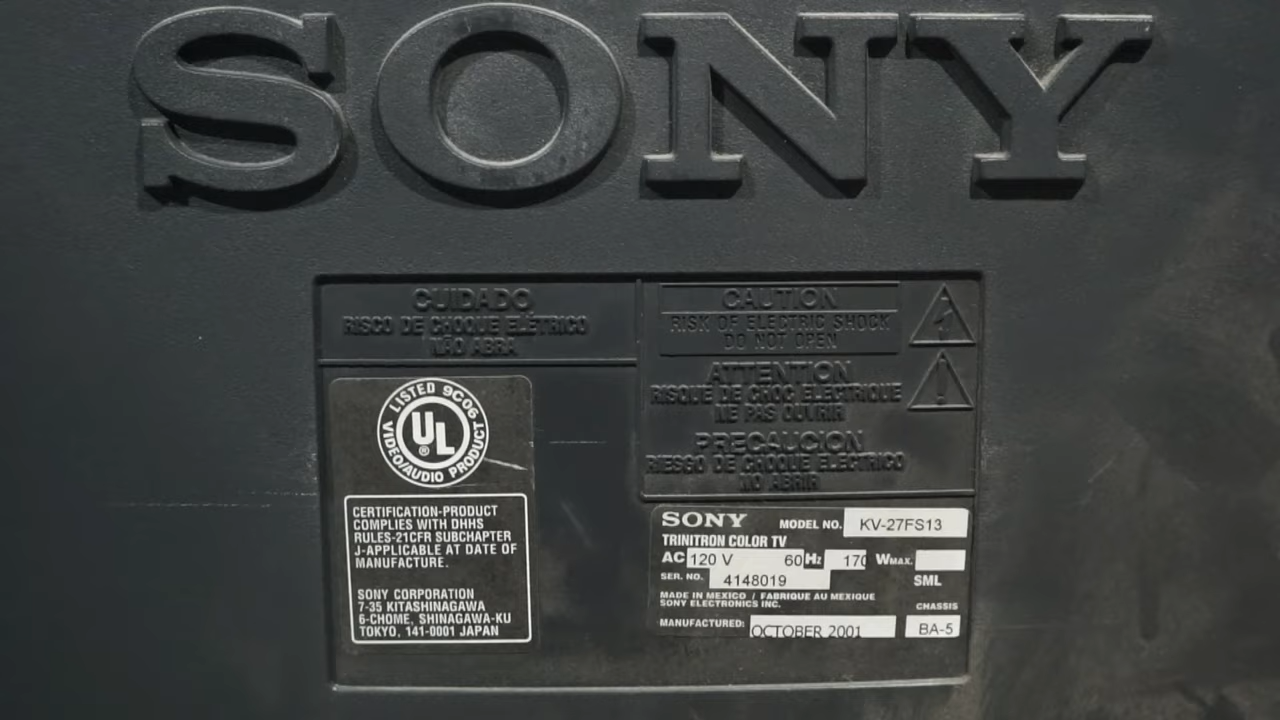 SONY
CUIDADO
RISCO DE CHOQUE ELÉTRICO
NÃO ABRA
CAUTION
RISK OF ELECTRIC SHOCK
DO NOT OPEN
ATTENTION
RISQUE DE CHOC ELECTRIQUE
NE PAS OUVRIR
PRECAUCION
RIESGO DE CHOQUE ELECTRICO
NO ABRIR
LISTED 9C06
UL ®
VIDEO/AUDIO PRODUCT
CERTIFICATION-PRODUCT
COMPLIES WITH DHHS
RULES-21CFR SUBCHAPTER
J-APPLICABLE AT DATE OF
MANUFACTURE.
SONY CORPORATION
7-35 KITASHINAGAWA
6-CHOME, SHINAGAWA-KU
TOKYO, 141-0001 JAPAN
SONY MODEL NO. KV-27FS13
TRINITRON COLOR TV
AC 120 V 60 Hz 170 WMAX.
SER. NO. 4148019 SML
MADE IN MEXICO / FABRIQUE AU MEXIQUE
SONY ELECTRONICS INC.
CHASSIS
MANUFACTURED: OCTOBER 2001 BA-5